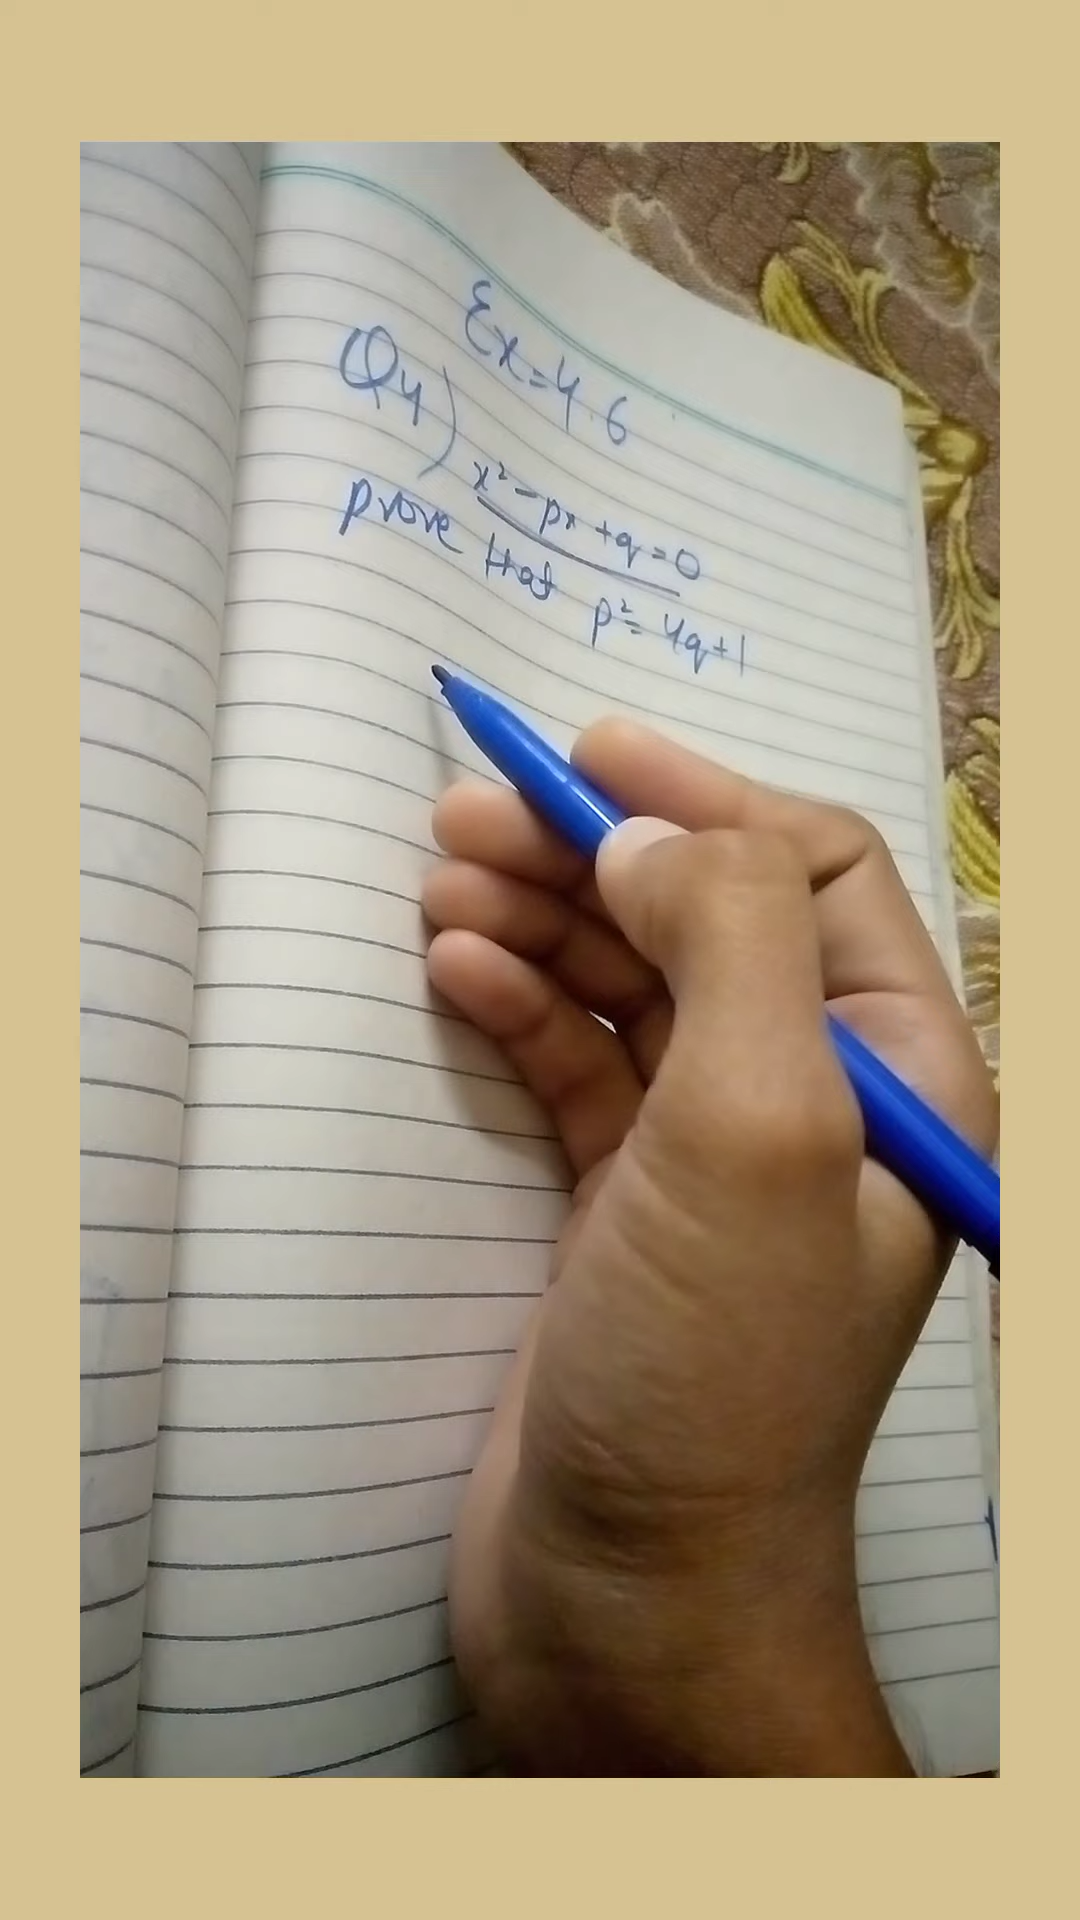 Ex=4.6
Q4) x² - px + q = 0
prove that p² = 4q+1